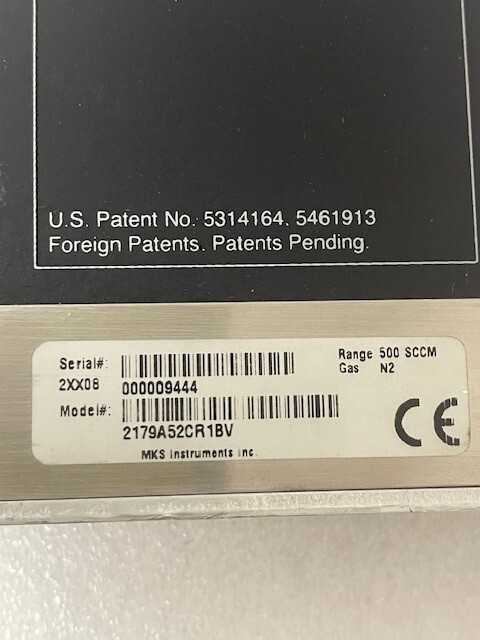 U.S. Patent No. 5314164. 5461913
Foreign Patents. Patents Pending.
Serial#:
Range 500 SCCM
Gas N2
2XX08 000009444
Model#:
2179A52CR1BV
MKS Instruments Inc.
CE